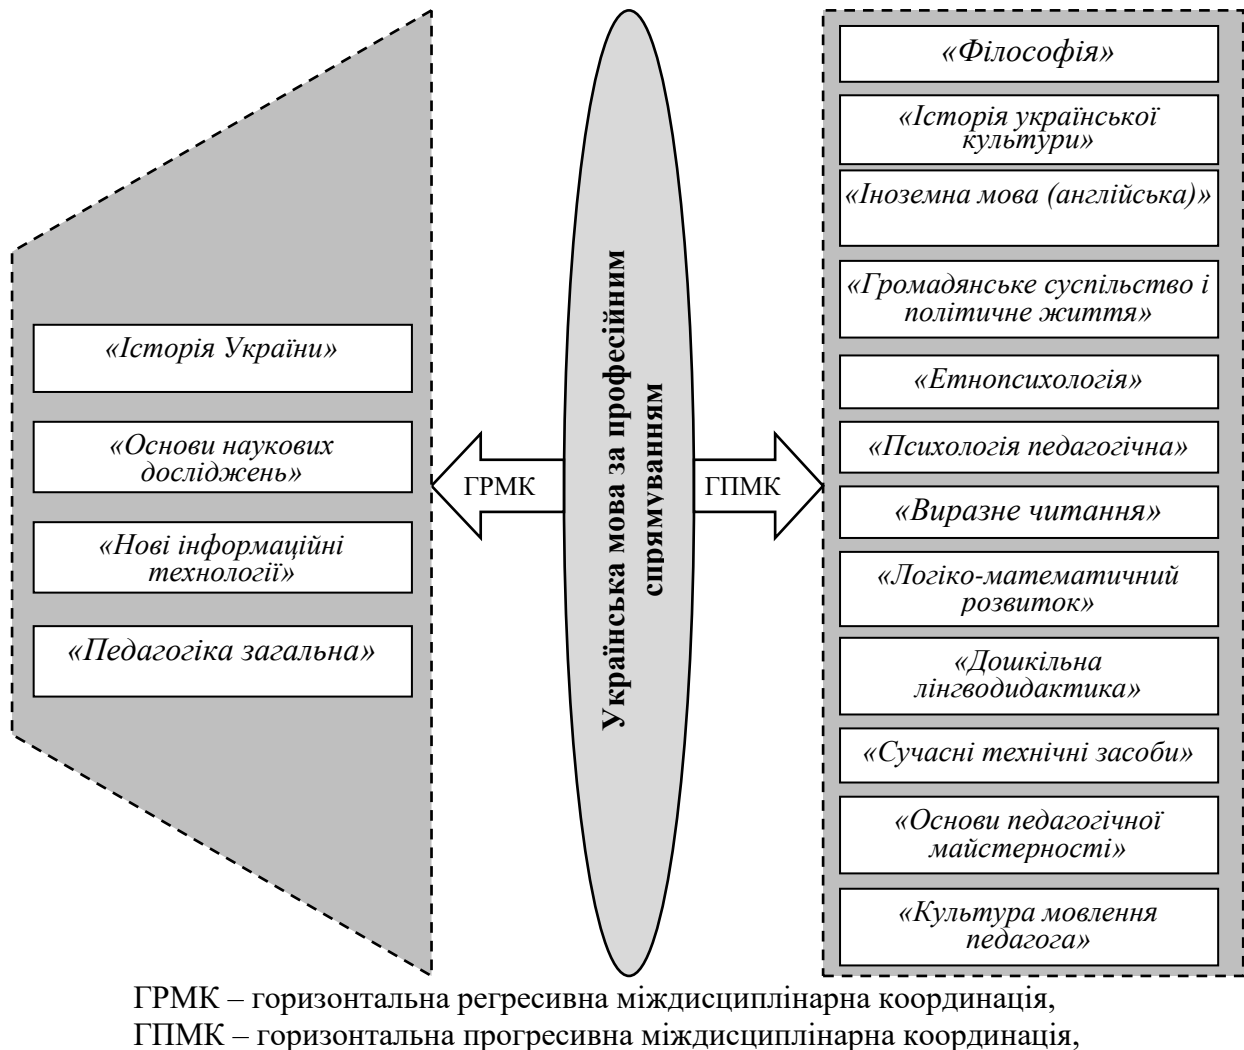 «Історія України»
«Основи наукових
досліджень»
«Нові інформаційні
технології»
«Педагогіка загальна»
ГРМК
Українська мова за професійним
спрямуванням
ГПМК
«Філософія»
«Історія української
культури»
«Іноземна мова (англійська)»
«Громадянське суспільство і
політичне життя»
«Етнопсихологія»
«Психологія педагогічна»
«Виразне читання»
«Логіко-математичний
розвиток»
«Дошкільна
лінгводидактика»
«Сучасні технічні засоби»
«Основи педагогічної
майстерності»
«Культура мовлення
педагога»
ГРМК – горизонтальна регресивна міждисциплінарна координація,
ГПМК – горизонтальна прогресивна міждисциплінарна координація,